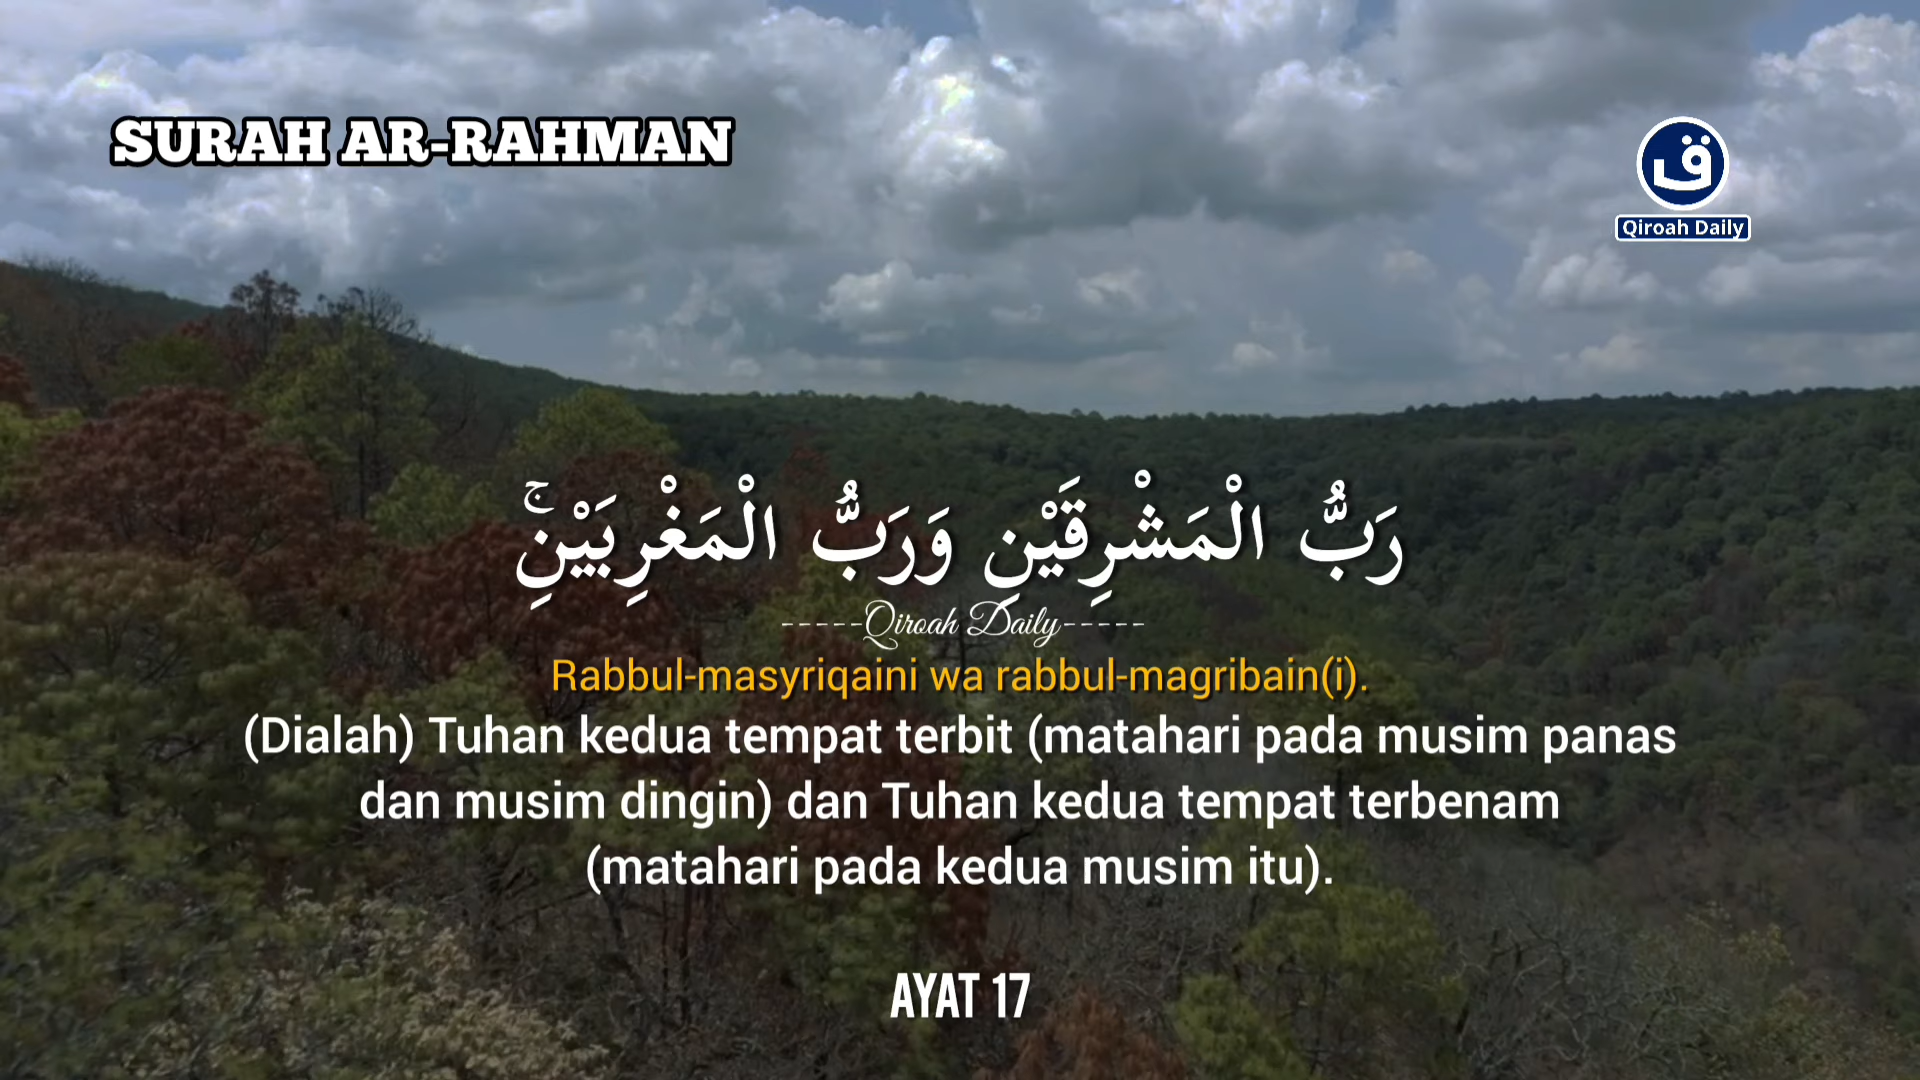 SURAH AR-RAHMAN
ق
Qiroah Daily
رَبُّ الْمَشْرِقَيْنِ وَرَبُّ الْمَغْرِبَيْنِۚ
-----Qiroah Daily-----
Rabbul-masyriqaini wa rabbul-magribain(i).
(Dialah) Tuhan kedua tempat terbit (matahari pada musim panas
dan musim dingin) dan Tuhan kedua tempat terbenam
(matahari pada kedua musim itu).
AYAT 17